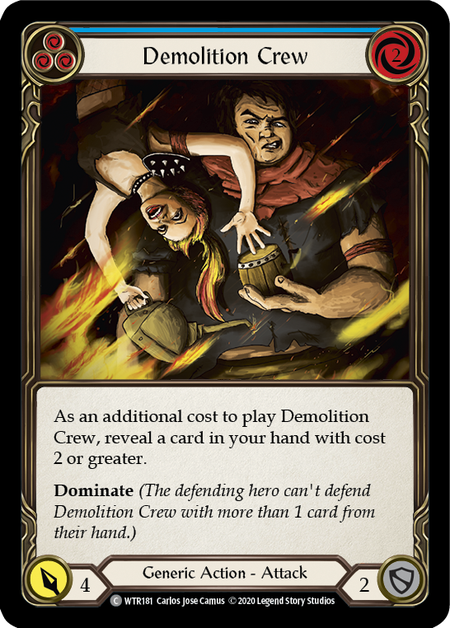 Demolition Crew
2
As an additional cost to play Demolition
Crew, reveal a card in your hand with cost
2 or greater.
Dominate (The defending hero can't defend
Demolition Crew with more than 1 card from
their hand.)
4
Generic Action - Attack
2
C WTR181 Carlos Jose Camus ©2020 Legend Story Studios